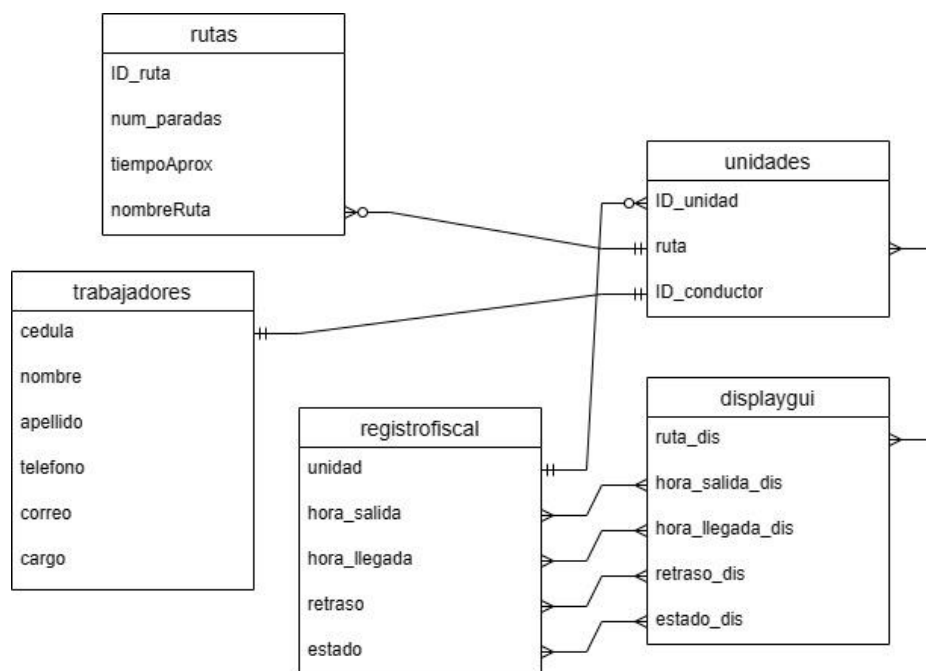 rutas
ID_ruta
num_paradas
tiempoAprox
nombreRuta
unidades
ID_unidad
ruta
ID_conductor
trabajadores
cedula
nombre
apellido
telefono
correo
cargo
registrofiscal
unidad
hora_salida
hora_llegada
retraso
estado
displaygui
ruta_dis
hora_salida_dis
hora_llegada_dis
retraso_dis
estado_dis